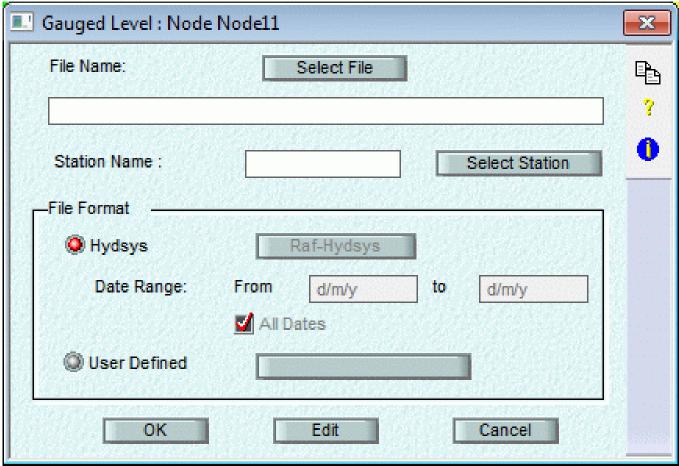 Gauged Level : Node Node11
File Name:
Select File
Station Name :
Select Station
File Format
Hydsys
Raf-Hydsys
Date Range: From d/m/y to d/m/y
All Dates
User Defined
OK Edit Cancel